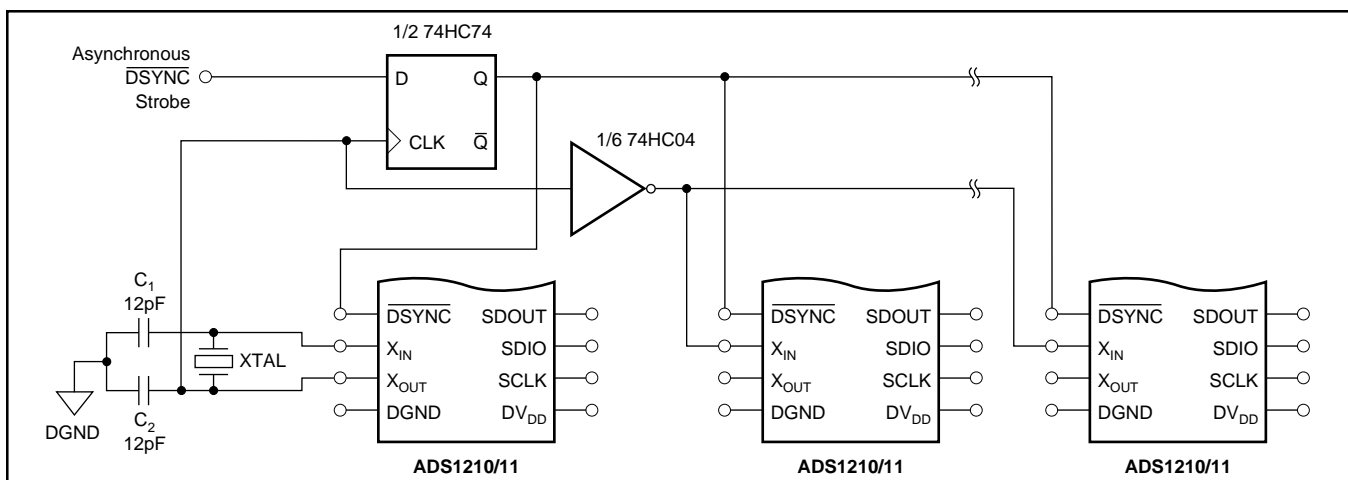 1/2 74HC74
Asynchronous
DSYNC
Strobe
D Q
CLK Q
1/6 74HC04
C1
12pF
XTAL
C2
12pF
DGND
DSYNC SDOUT
XIN SDIO
XOUT SCLK
DGND DVDD
ADS1210/11
DSYNC SDOUT
XIN SDIO
XOUT SCLK
DGND DVDD
ADS1210/11
DSYNC SDOUT
XIN SDIO
XOUT SCLK
DGND DVDD
ADS1210/11